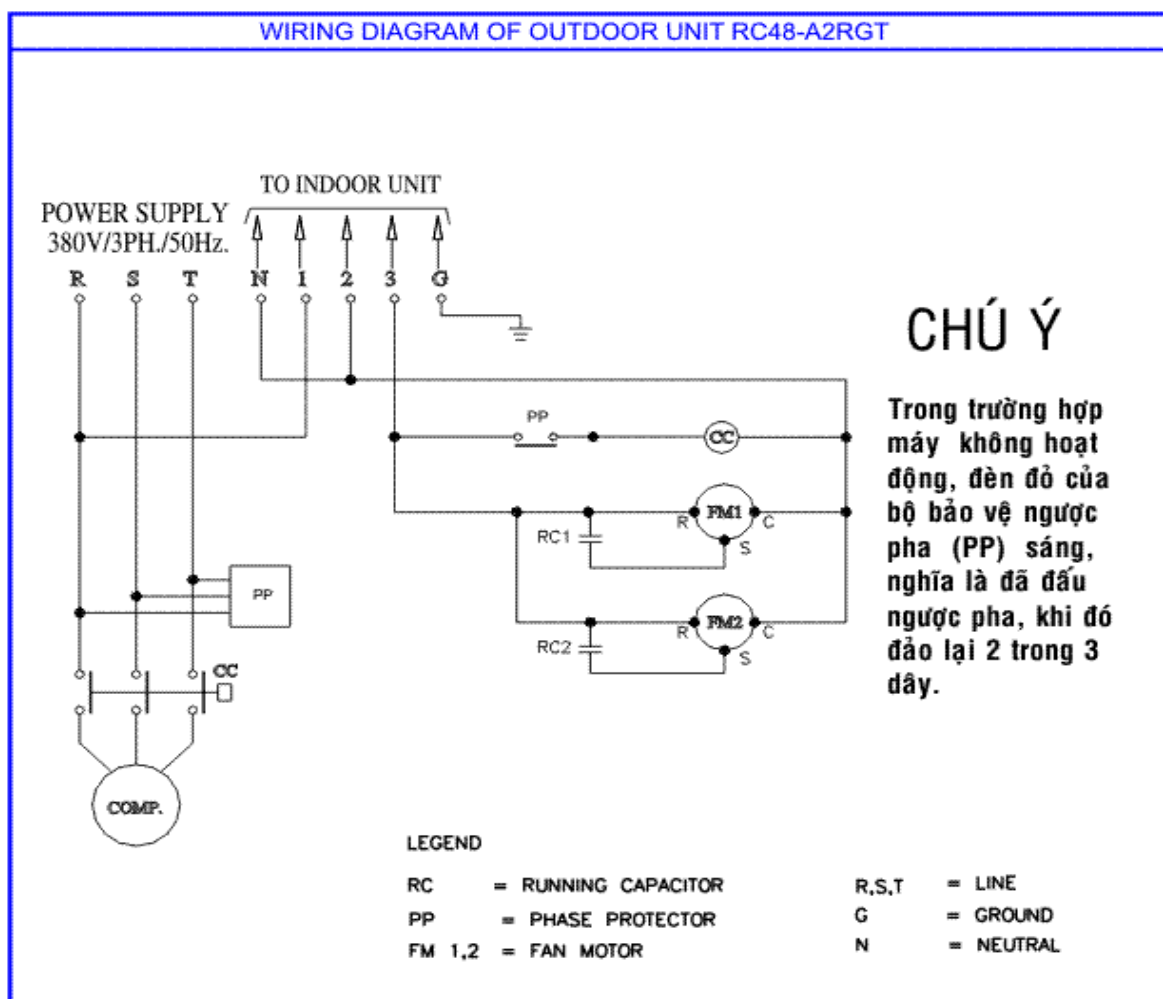 WIRING DIAGRAM OF OUTDOOR UNIT RC48-A2RGT
TO INDOOR UNIT
POWER SUPPLY
380V/3PH./50Hz.
R S T N 1 2 3 G
CHÚ Ý
Trong trường hợp
máy không hoạt
động, đèn đỏ của
bộ bảo vệ ngược
pha (PP) sáng,
nghĩa là đã đấu
ngược pha, khi đó
đảo lại 2 trong 3
dây.
PP
CC
RC1
R FM1 C
S
PP
RC2
R FM2 C
S
CC
COMP.
LEGEND
RC = RUNNING CAPACITOR
PP = PHASE PROTECTOR
FM 1,2 = FAN MOTOR
R,S,T = LINE
G = GROUND
N = NEUTRAL